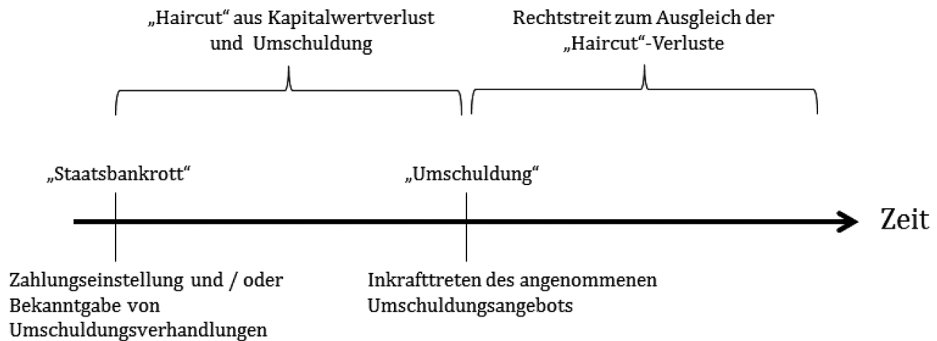 „Haircut“ aus Kapitalwertverlust
und Umschuldung
Rechtstreit zum Ausgleich der
„Haircut“-Verluste
„Staatsbankrott“
„Umschuldung“
Zeit
Zahlungseinstellung und / oder
Bekanntgabe von
Umschuldungsverhandlungen
Inkrafttreten des angenommenen
Umschuldungsangebots